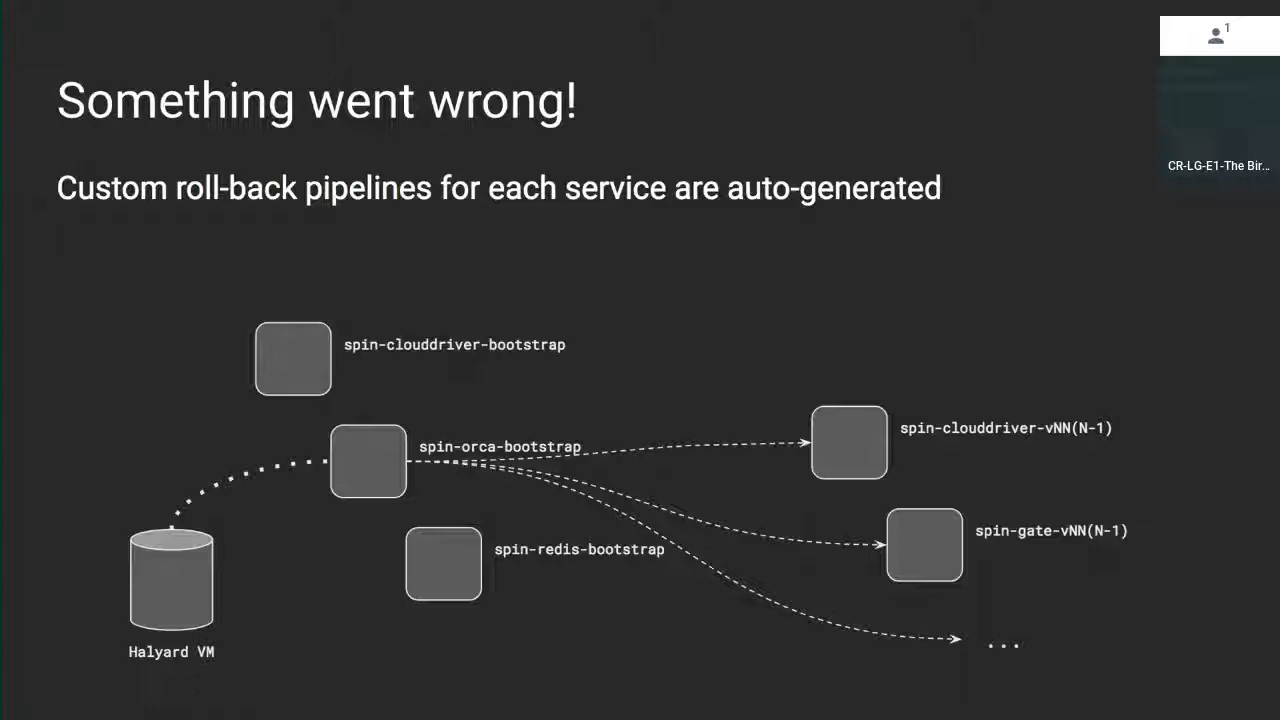 1
CR-LG-E1-The Bir...
Something went wrong!
Custom roll-back pipelines for each service are auto-generated
spin-clouddriver-bootstrap
spin-clouddriver-vNN(N-1)
spin-orca-bootstrap
spin-gate-vNN(N-1)
spin-redis-bootstrap
...
Halyard VM